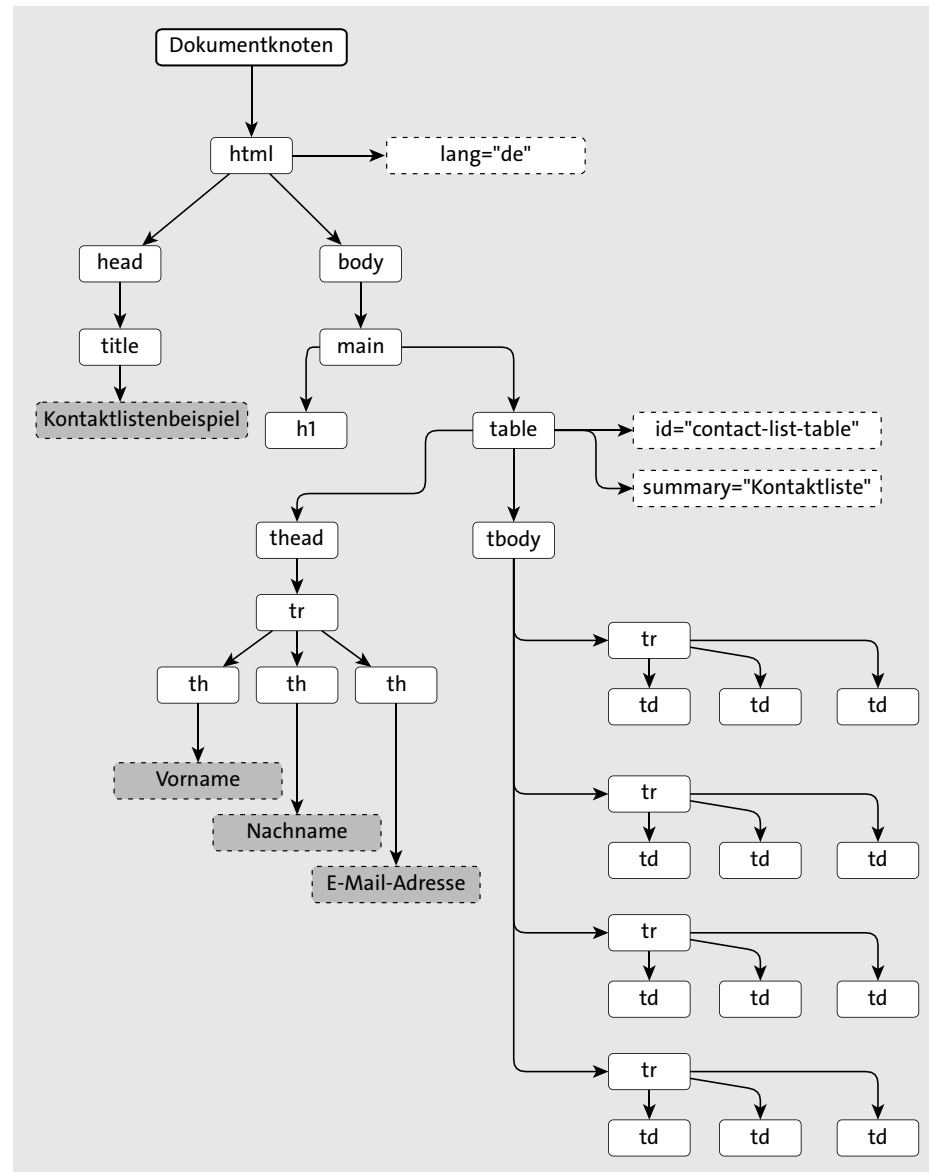 Dokumentknoten
html
lang="de"
head
body
title
main
Kontaktlistenbeispiel
h1
table
id="contact-list-table"
summary="Kontaktliste"
thead
tbody
tr
tr
th
th
th
td
td
td
Vorname
tr
Nachname
td
td
td
E-Mail-Adresse
tr
td
td
td
tr
td
td
td